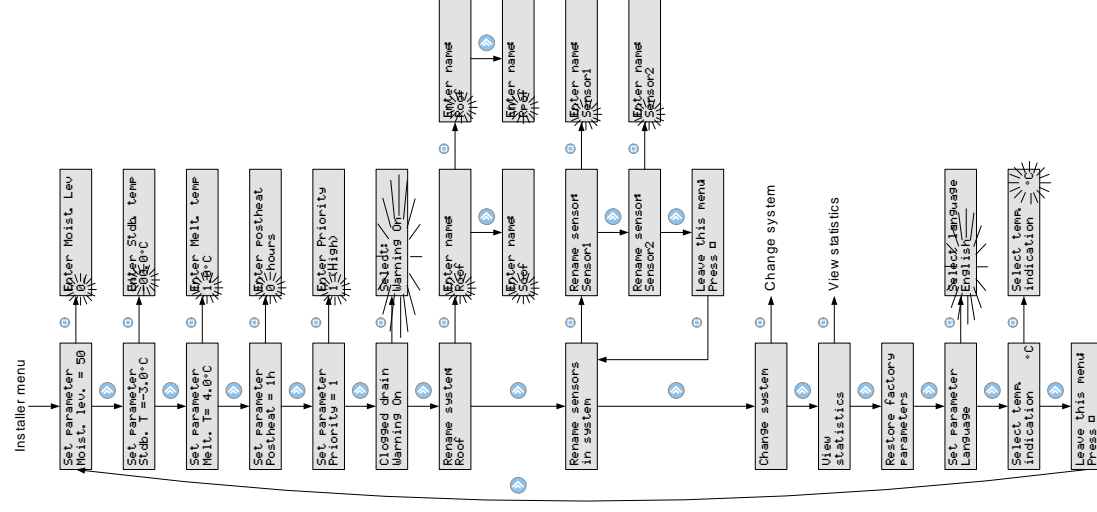 Installer menu
Set parameter
Moist. lev. = 50
Enter Moist. Lev
Set parameter
Stdb. T =-3.0°C
Enter Stdb. temp
Set parameter
Melt. T= 4.0°C
Enter Melt. temp
1.0°C
Set parameter
Postheat = 1h
Enter postheat
0 hours
Set parameter
Priority = 1
Enter Priority
1 (High)
Clogged drain
Warning On
Select:
Warning On
Rename system:
Roof
Enter name:
Roof
Enter name:
Roof
Enter name:
Enter name:
Rename sensors
in system
Rename sensor:
Sensor1
Enter name:
Sensor1
Rename sensor:
Sensor2
Enter name:
Sensor2
Leave this menu:
Press □
Change system
Change system
View
statistics
View statistics
Restore factory
parameters
Set parameter
Language
Select language
English
Select temp.
indication °C
Select temp.
indication °C
Leave this menu:
Press □